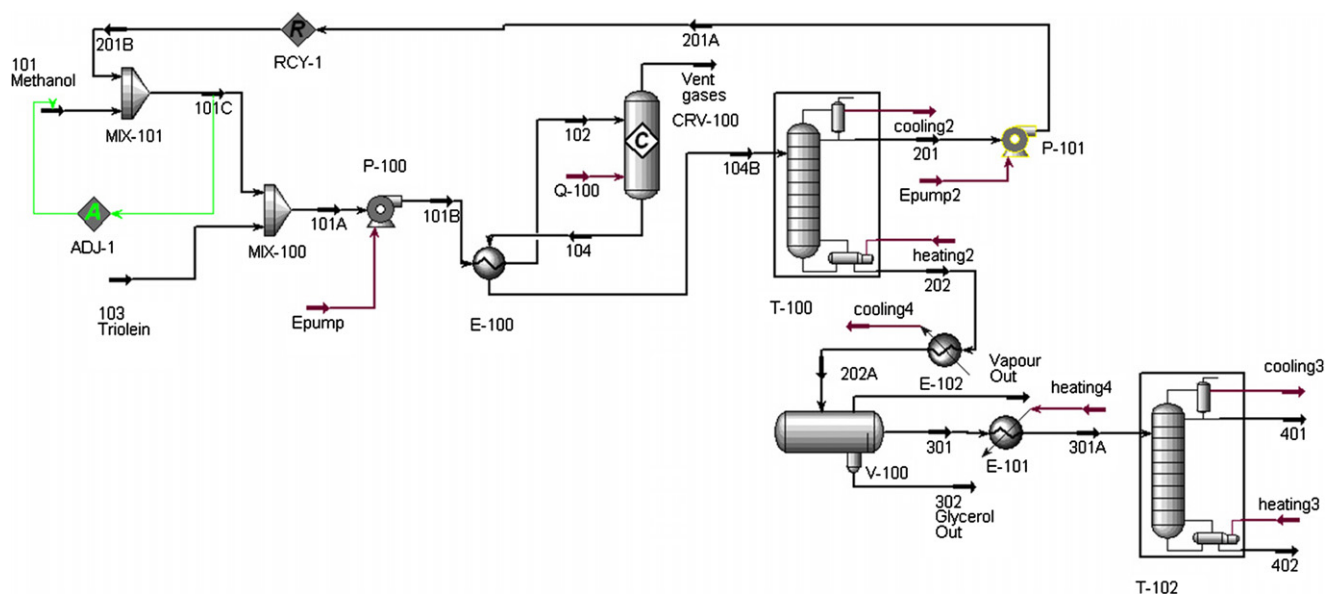 R
201B
RCY-1
201A
101
Methanol
101C
MIX-101
Vent
gases
CRV-100
102
C
cooling2
201
P-101
P-100
104B
Q-100
Epump2
A
ADJ-1
MIX-100
101A
101B
104
heating2
202
103
Triolein
Epump
E-100
T-100
cooling4
202A
E-102
Vapour
Out
heating4
cooling3
301
E-101
301A
401
V-100
302
Glycerol
Out
heating3
402
T-102